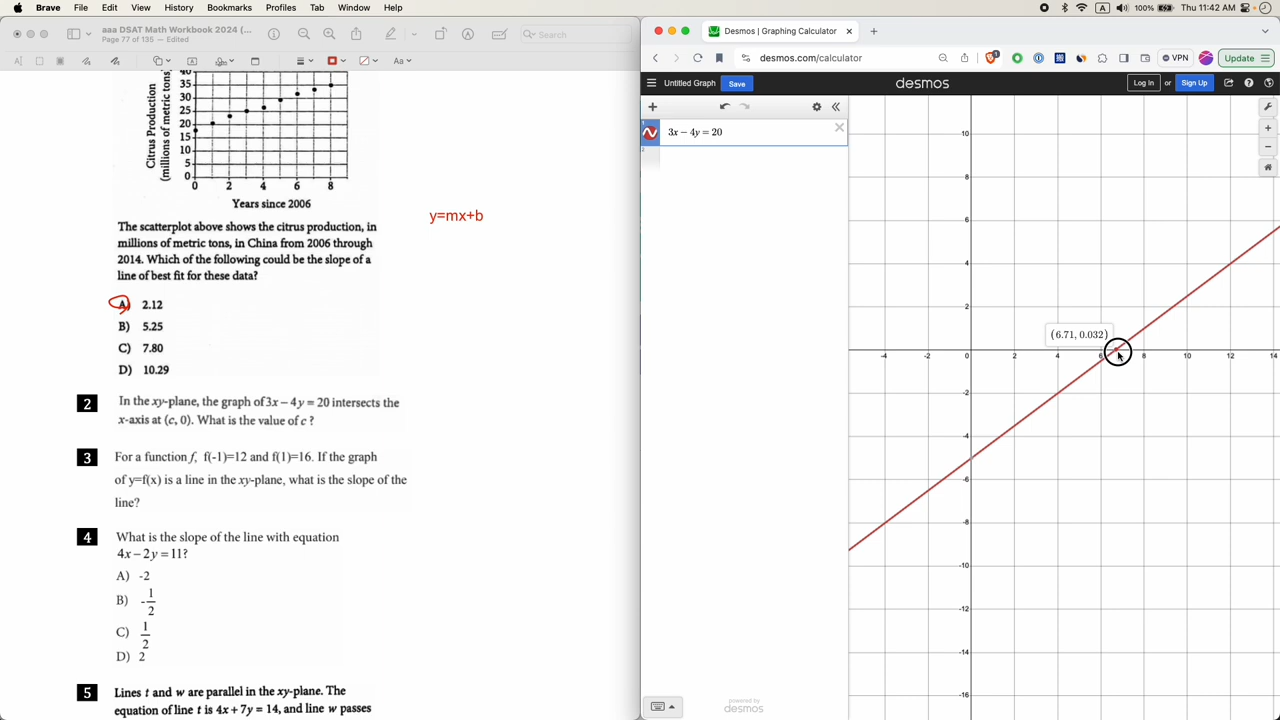 Brave File Edit View History Bookmarks Profiles Tab Window Help
100% Thu 11:42 AM
aaa DSAT Math Workbook 2024 (...
Page 77 of 135 — Edited
Search
Aa
Citrus Production
(millions of metric tons)
40
35
30
25
20
15
10
5
0
0 2 4 6 8
Years since 2006
The scatterplot above shows the citrus production, in
millions of metric tons, in China from 2006 through
2014. Which of the following could be the slope of a
line of best fit for these data?
A) 2.12
B) 5.25
C) 7.80
D) 10.29
y=mx+b
2 In the xy-plane, the graph of 3x – 4y = 20 intersects the
x-axis at (c, 0). What is the value of c ?
3 For a function f, f(-1)=12 and f(1)=16. If the graph
of y=f(x) is a line in the xy-plane, what is the slope of the
line?
4 What is the slope of the line with equation
4x – 2y = 11?
A) -2
B) -1/2
C) 1/2
D) 2
5 Lines t and w are parallel in the xy-plane. The
equation of line t is 4x + 7y = 14, and line w passes
Desmos | Graphing Calculator
desmos.com/calculator
VPN
Update
Untitled Graph
Save
desmos
Log In or Sign Up
1
3x – 4y = 20
2
10
8
6
4
2
(6.71, 0.032)
-4 -2 0 2 4 6 8 10 12 14
-2
-4
-6
-8
-10
-12
-14
-16
powered by
desmos